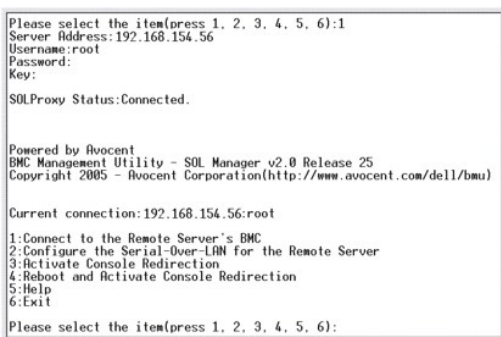 Please select the item(press 1, 2, 3, 4, 5, 6):1
Server Address:192.168.154.56
Username:root
Password:
Key:
SOLProxy Status:Connected.
Powered by Avocent
BMC Management Utility - SOL Manager v2.0 Release 25
Copyright 2005 - Avocent Corporation(http://www.avocent.com/dell/bmu)
Current connection:192.168.154.56:root
1:Connect to the Remote Server's BMC
2:Configure the Serial-Over-LAN for the Remote Server
3:Activate Console Redirection
4:Reboot and Activate Console Redirection
5:Help
6:Exit
Please select the item(press 1, 2, 3, 4, 5, 6):